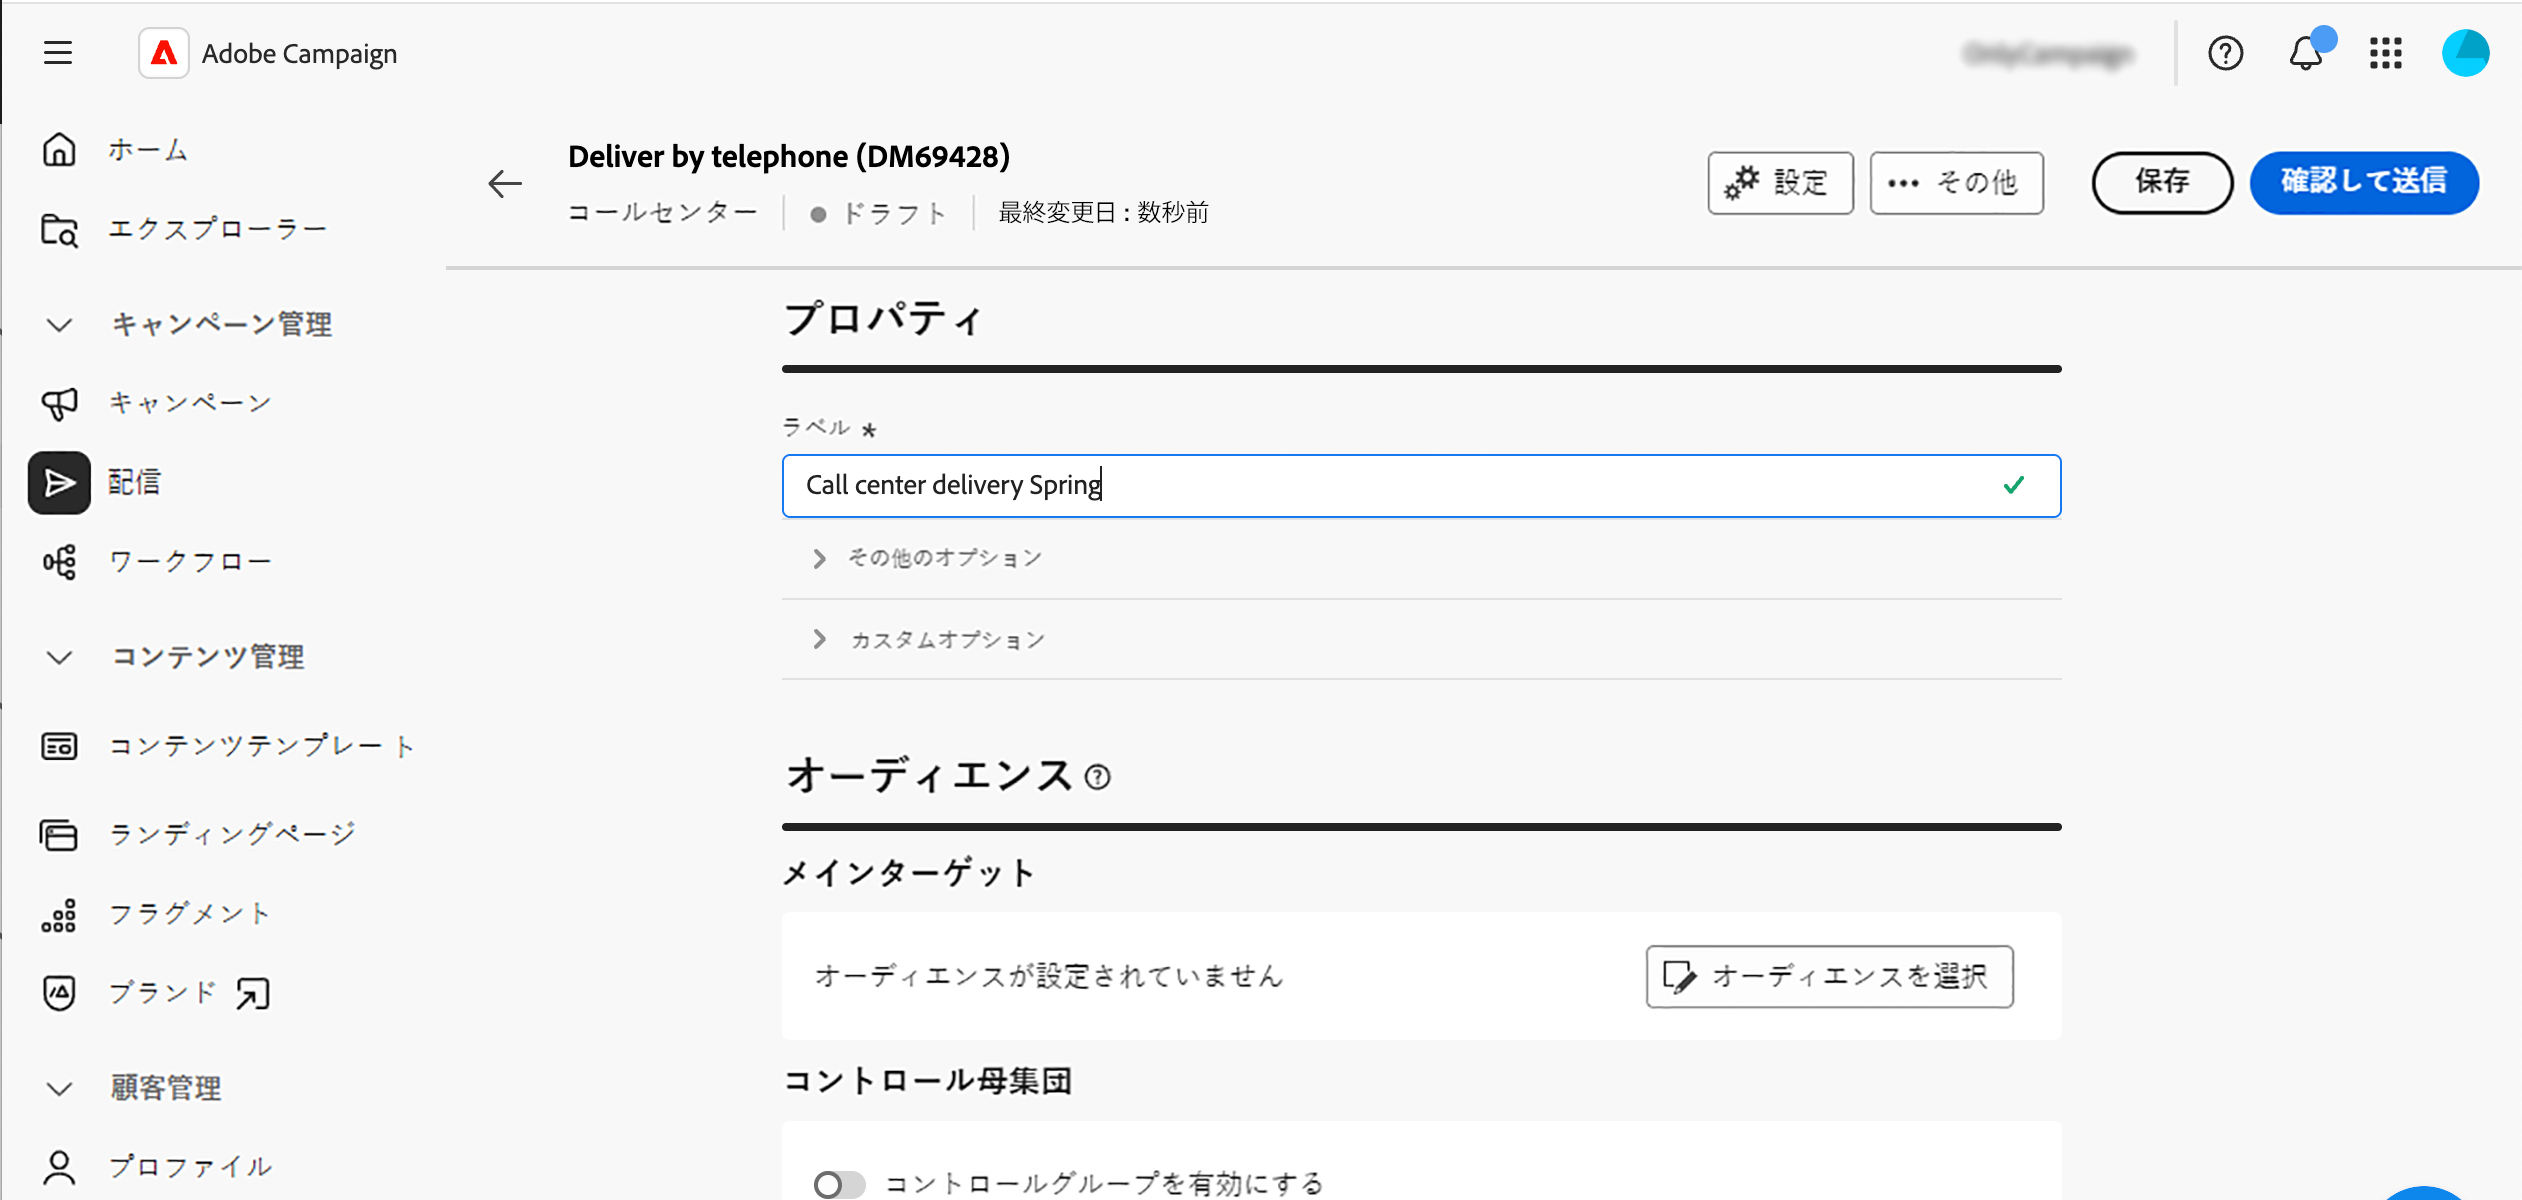 Adobe Campaign
ホーム
エクスプローラー
キャンペーン管理
キャンペーン
配信
ワークフロー
コンテンツ管理
コンテンツテンプレート
ランディングページ
フラグメント
ブランド
顧客管理
プロファイル
Deliver by telephone (DM69428)
コールセンター ドラフト 最終変更日 : 数秒前
設定 ••• その他 保存 確認して送信
プロパティ
ラベル *
Call center delivery Spring
その他のオプション
カスタムオプション
オーディエンス
メインターゲット
オーディエンスが設定されていません オーディエンスを選択
コントロール母集団
コントロールグループを有効にする